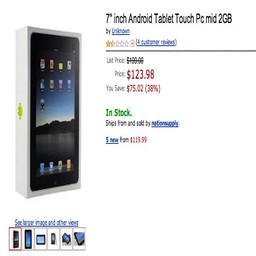 7" inch Android Tablet Touch Pc mid 2GB
by Unknown
(4 customer reviews)
List Price:
Price: $123.98
You Save: $75.02 (38%)
In Stock.
Ships from and sold by nationsupply.
5 new from $119.99
See larger image and other views